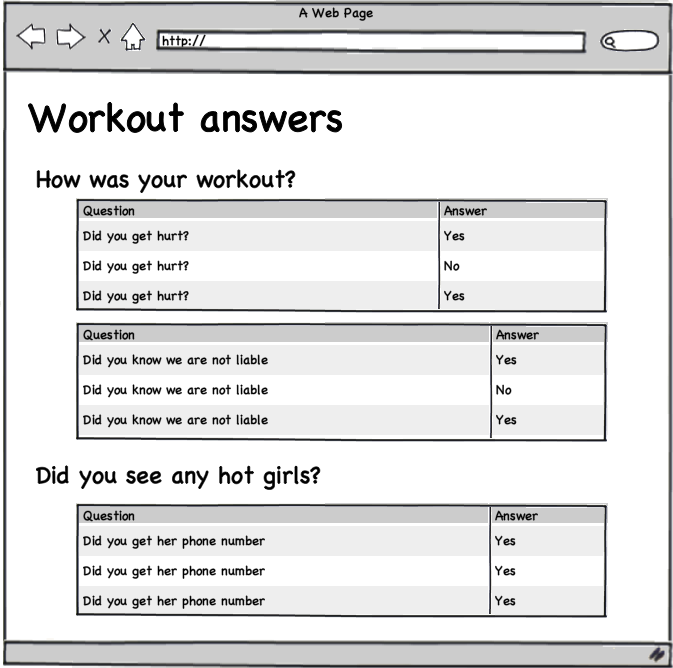 A Web Page
http://
Workout answers
How was your workout?
Question Answer
Did you get hurt? Yes
Did you get hurt? No
Did you get hurt? Yes
Question Answer
Did you know we are not liable Yes
Did you know we are not liable No
Did you know we are not liable Yes
Did you see any hot girls?
Question Answer
Did you get her phone number Yes
Did you get her phone number Yes
Did you get her phone number Yes